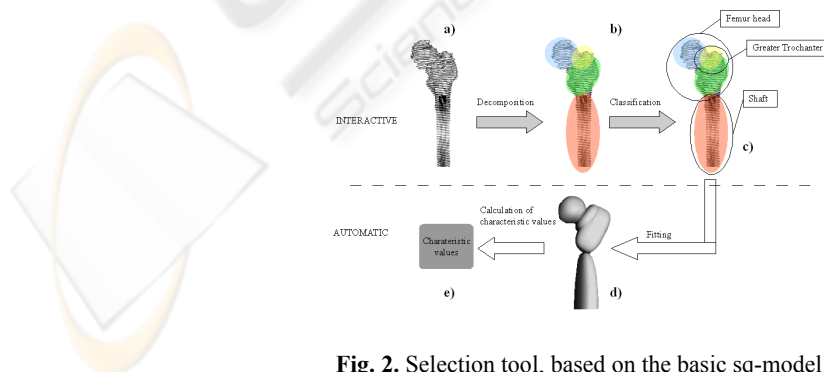 Scien
a)
b)
Femur head
Greater Trochanter
Decomposition
Classification
Shaft
INTERACTIVE
c)
AUTOMATIC
Calculation of
characteristic values
Charateristic
values
Fitting
e)
d)
Fig. 2. Selection tool, based on the basic sq-model